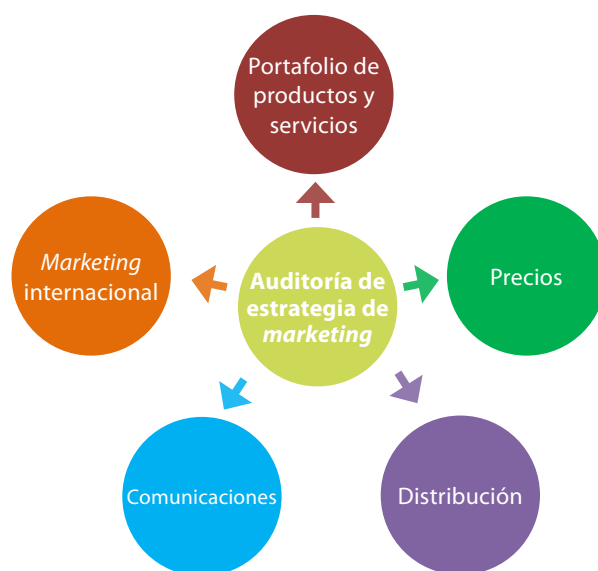 Portafolio de
productos y
servicios
Marketing
internacional
Auditoría de
estrategia de
marketing
Precios
Comunicaciones
Distribución